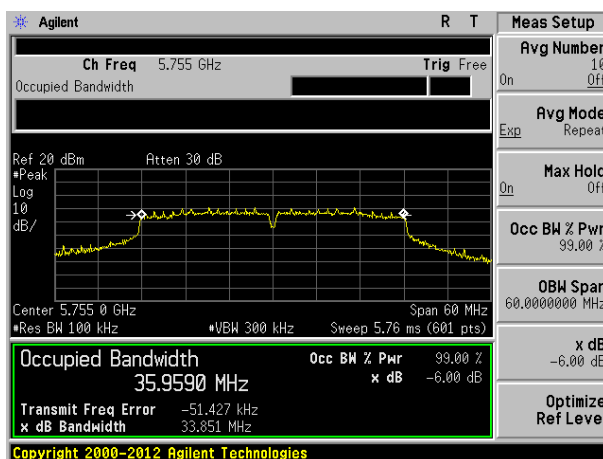 Agilent R T Meas Setup
Avg Number
10
On Off
Ch Freq 5.755 GHz Trig Free
Occupied Bandwidth
Avg Mode
Exp Repeat
Ref 20 dBm Atten 30 dB
#Peak
Log
10
dB/
Max Hold
On Off
Occ BW % Pwr
99.00 %
OBW Span
60.0000000 MHz
Center 5.755 0 GHz Span 60 MHz
#Res BW 100 kHz #VBW 300 kHz Sweep 5.76 ms (601 pts)
Occupied Bandwidth Occ BW % Pwr 99.00 %
35.9590 MHz x dB -6.00 dB
Transmit Freq Error -51.427 kHz
x dB Bandwidth 33.851 MHz
x dB
-6.00 dB
Optimize
Ref Level
Copyright 2000-2012 Agilent Technologies